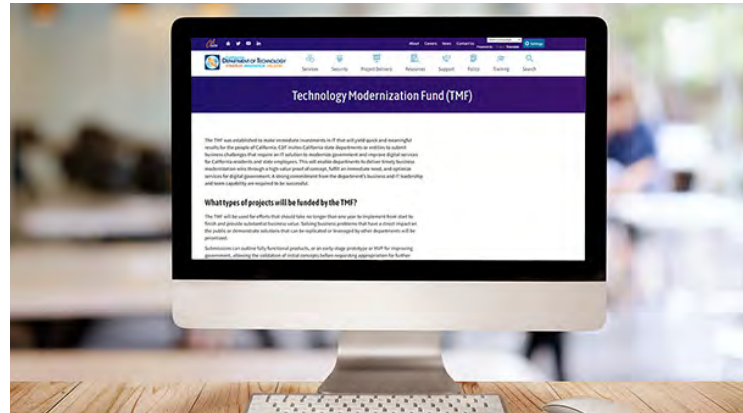 About Careers News Contact Us
Settings
DEPARTMENT OF TECHNOLOGY
Services Security Project Delivery Resources Support Policy Training Search
Technology Modernization Fund (TMF)
The TMF was established to make immediate investments in IT that will yield quick and meaningful
results for the people of California. CDT invites California state departments or entities to submit
business challenges that require an IT solution to modernize government and improve digital services
for California residents and state employees. This will enable departments to deliver timely business
modernization wins through a high-value proof of concept, fulfill an immediate need, and optimize
services for digital government. A strong commitment from the department's business and IT leadership
and team capability are required to be successful.
What types of projects will be funded by the TMF?
The TMF will be used for efforts that should take no longer than one year to implement from start to
finish and provide substantial business value. Solving business problems that have a direct impact on
the public or demonstrate solutions that can be replicated or leveraged by other departments will be
prioritized.
Submissions can outline fully functional products, or an early-stage prototype or MVP for improving
government, allowing the validation of initial concepts before requesting appropriation for further